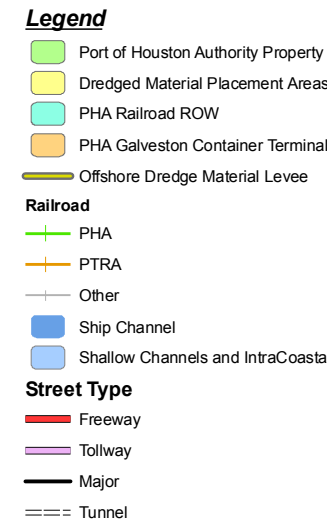 Legend
Port of Houston Authority Property
Dredged Material Placement Areas
PHA Railroad ROW
PHA Galveston Container Terminal
Offshore Dredge Material Levee
Railroad
PHA
PTRA
Other
Ship Channel
Shallow Channels and IntraCoasta
Street Type
Freeway
Tollway
Major
Tunnel